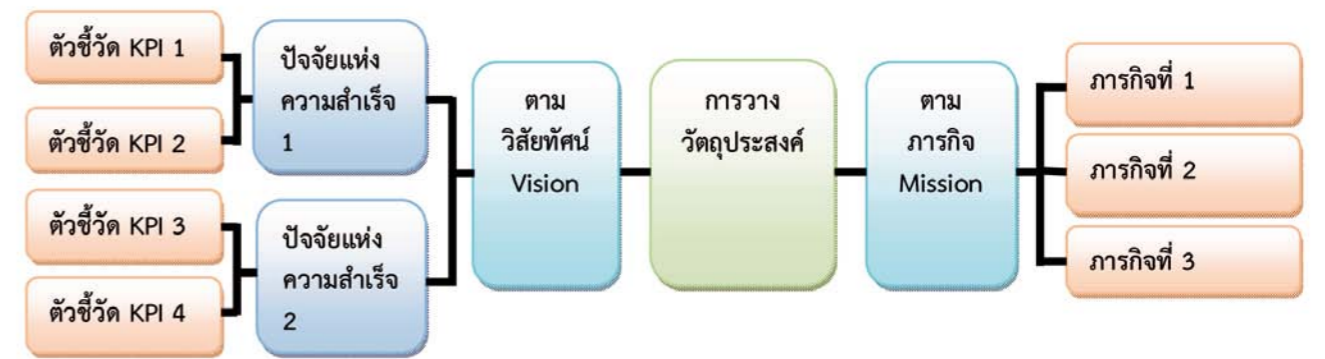 ตัวชี้วัด KPI 1
ตัวชี้วัด KPI 2
ตัวชี้วัด KPI 3
ตัวชี้วัด KPI 4
ปัจจัยแห่ง
ความสำเร็จ
1
ปัจจัยแห่ง
ความสำเร็จ
2
ตาม
วิสัยทัศน์
Vision
การวาง
วัตถุประสงค์
ตาม
ภารกิจ
Mission
ภารกิจที่ 1
ภารกิจที่ 2
ภารกิจที่ 3